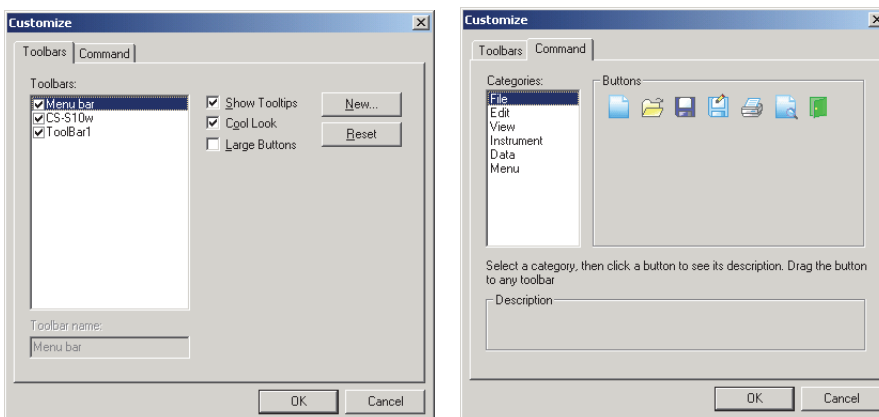 Customize
Toolbars Command
Toolbars:
Menu bar
CS-S10w
ToolBar1
Show Tooltips
Cool Look
Large Buttons
New...
Reset
Toolbar name:
Menu bar
OK Cancel
Customize
Toolbars Command
Categories:
File
Edit
View
Instrument
Data
Menu
Buttons
Select a category, then click a button to see its description. Drag the button
to any toolbar
Description
OK Cancel